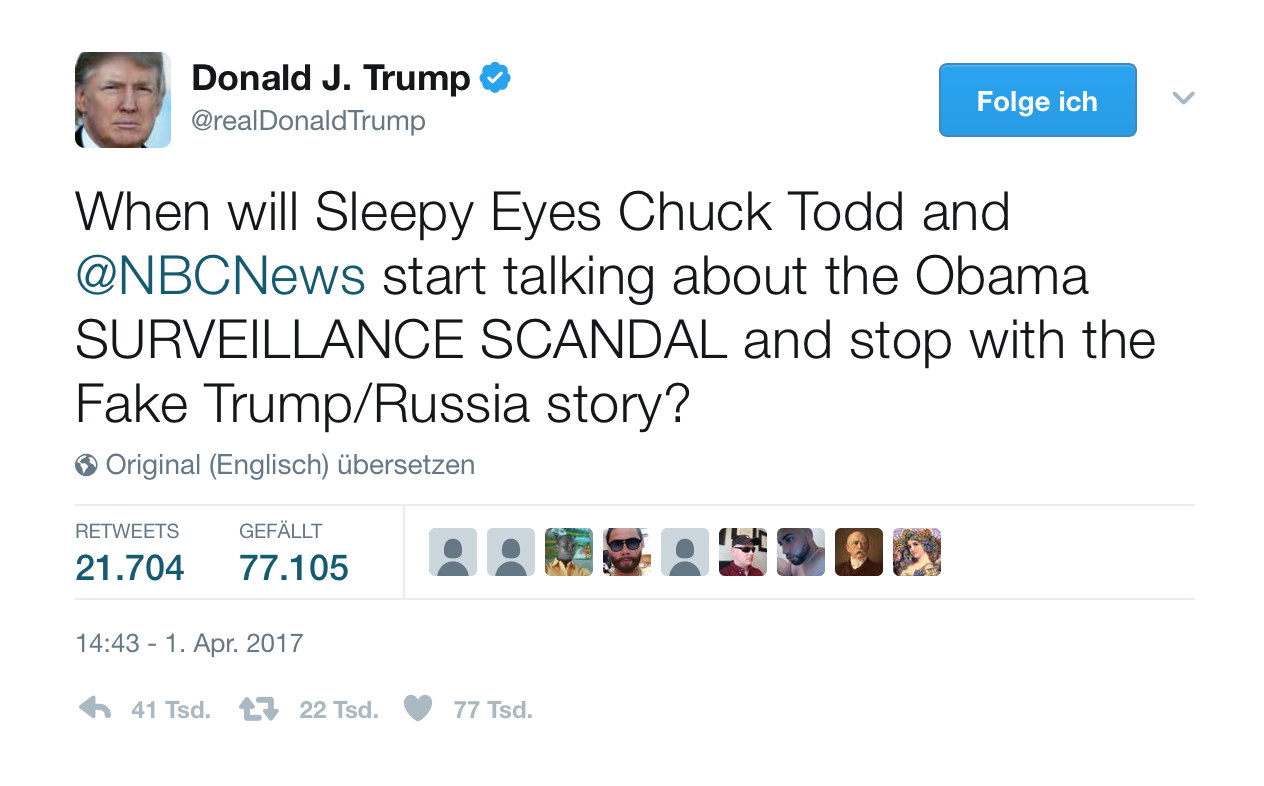 Donald J. Trump
@realDonaldTrump
Folge ich
When will Sleepy Eyes Chuck Todd and
@NBCNews start talking about the Obama
SURVEILLANCE SCANDAL and stop with the
Fake Trump/Russia story?
Original (Englisch) übersetzen
RETWEETS GEFÄLLT
21.704 77.105
14:43 - 1. Apr. 2017
41 Tsd. 22 Tsd. 77 Tsd.